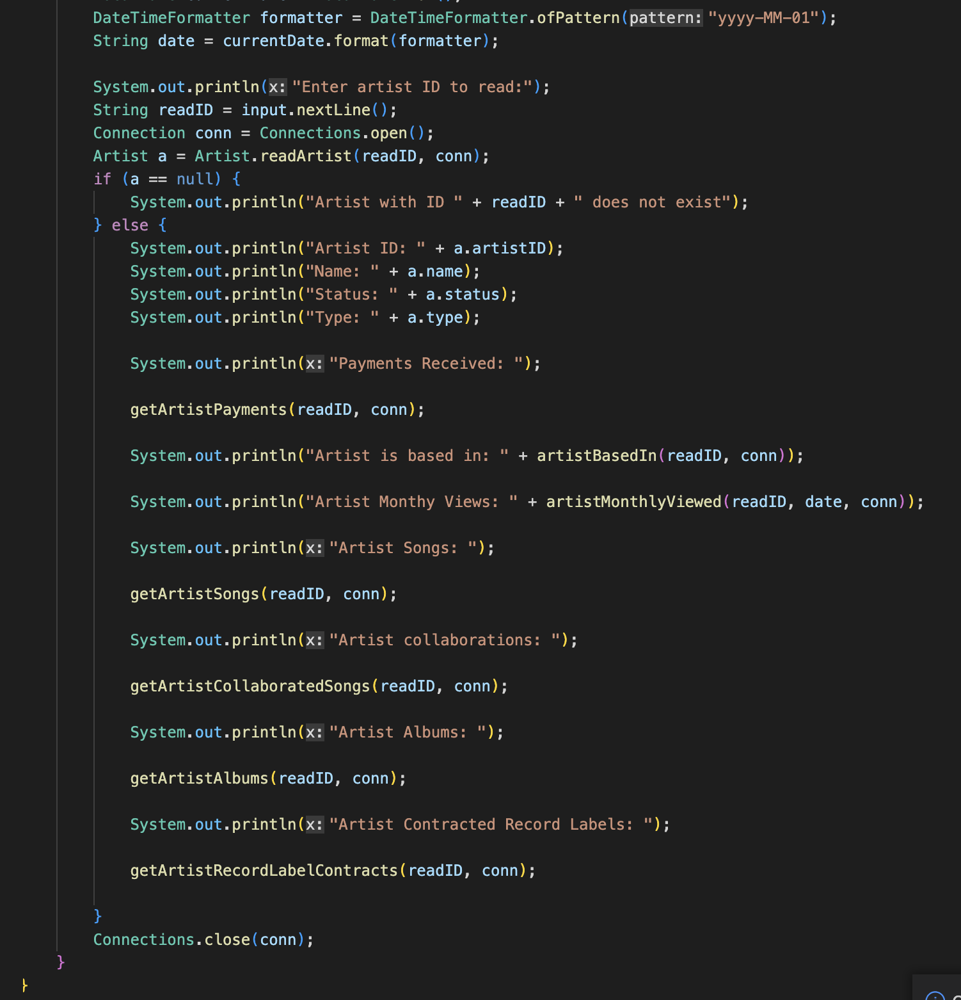 DateTimeFormatter formatter = DateTimeFormatter.ofPattern(pattern: "yyyy-MM-01");
String date = currentDate.format(formatter);
System.out.println(x: "Enter artist ID to read:");
String readID = input.nextLine();
Connection conn = Connections.open();
Artist a = Artist.readArtist(readID, conn);
if (a == null) {
System.out.println("Artist with ID " + readID + " does not exist");
} else {
System.out.println("Artist ID: " + a.artistID);
System.out.println("Name: " + a.name);
System.out.println("Status: " + a.status);
System.out.println("Type: " + a.type);
System.out.println(x: "Payments Received: ");
getArtistPayments(readID, conn);
System.out.println("Artist is based in: " + artistBasedIn(readID, conn));
System.out.println("Artist Monthy Views: " + artistMonthlyViewed(readID, date, conn));
System.out.println(x: "Artist Songs: ");
getArtistSongs(readID, conn);
System.out.println(x: "Artist collaborations: ");
getArtistCollaboratedSongs(readID, conn);
System.out.println(x: "Artist Albums: ");
getArtistAlbums(readID, conn);
System.out.println(x: "Artist Contracted Record Labels: ");
getArtistRecordLabelContracts(readID, conn);
}
Connections.close(conn);
}
}